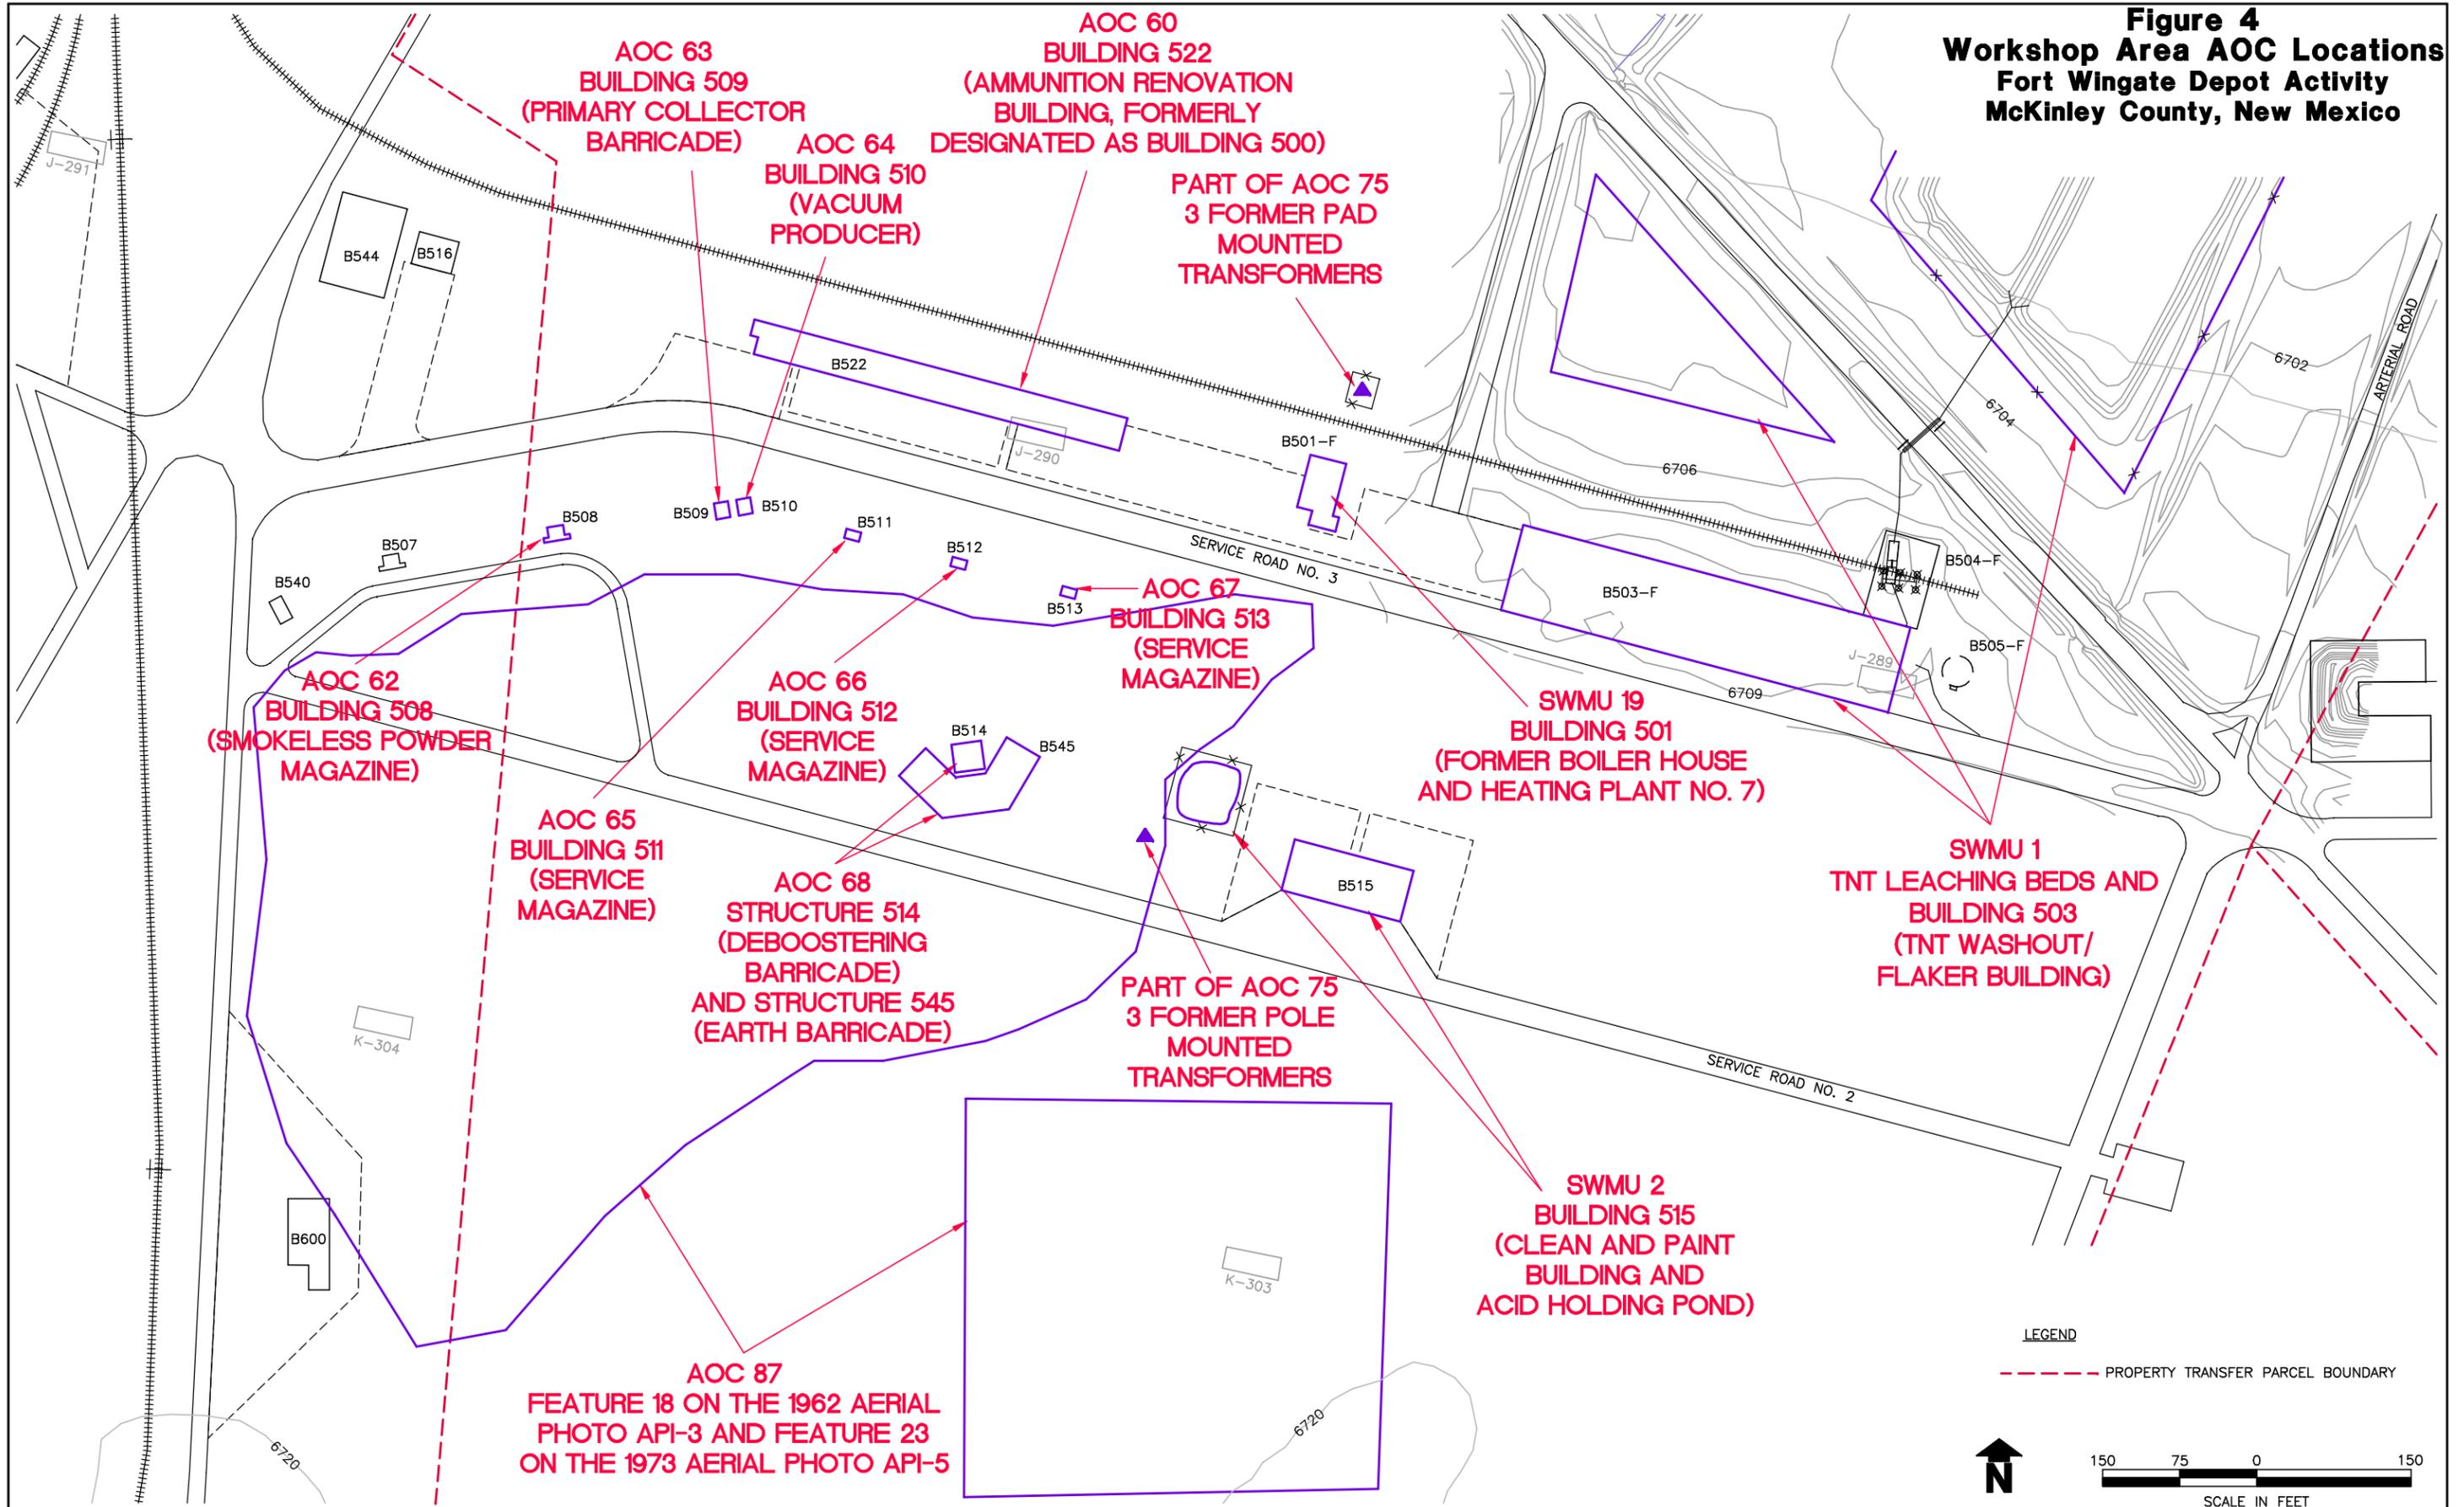 Figure 4
Workshop Area AOC Locations
Fort Wingate Depot Activity
McKinley County, New Mexico
AOC 60
BUILDING 522
(AMMUNITION RENOVATION
BUILDING, FORMERLY
DESIGNATED AS BUILDING 500)
AOC 63
BUILDING 509
(PRIMARY COLLECTOR
BARRICADE)
AOC 64
BUILDING 510
(VACUUM
PRODUCER)
PART OF AOC 75
3 FORMER PAD
MOUNTED
TRANSFORMERS
J-291
B544
B516
B522
J-290
B501-F
6706
6704
6702
ARTERIAL ROAD
B509
B510
B508
B507
B511
B512
B540
B513
SERVICE ROAD NO. 3
B503-F
B504-F
B505-F
J-289
6709
AOC 67
BUILDING 513
(SERVICE
MAGAZINE)
AOC 62
BUILDING 508
(SMOKELESS POWDER
MAGAZINE)
AOC 66
BUILDING 512
(SERVICE
MAGAZINE)
B514
B545
SWMU 19
BUILDING 501
(FORMER BOILER HOUSE
AND HEATING PLANT NO. 7)
AOC 65
BUILDING 511
(SERVICE
MAGAZINE)
AOC 68
STRUCTURE 514
(DEBOOSTERING
BARRICADE)
AND STRUCTURE 545
(EARTH BARRICADE)
B515
SWMU 1
TNT LEACHING BEDS AND
BUILDING 503
(TNT WASHOUT/
FLAKER BUILDING)
PART OF AOC 75
3 FORMER POLE
MOUNTED
TRANSFORMERS
K-304
SERVICE ROAD NO. 2
B600
K-303
SWMU 2
BUILDING 515
(CLEAN AND PAINT
BUILDING AND
ACID HOLDING POND)
AOC 87
FEATURE 18 ON THE 1962 AERIAL
PHOTO API-3 AND FEATURE 23
ON THE 1973 AERIAL PHOTO API-5
6720
6720
LEGEND
PROPERTY TRANSFER PARCEL BOUNDARY
N
150 75 0 150
SCALE IN FEET